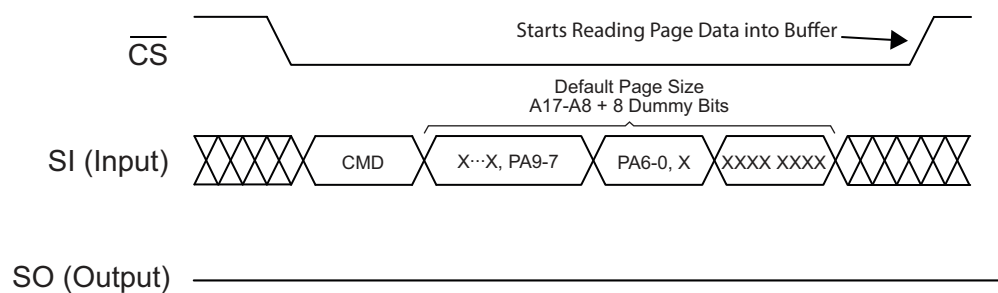 Starts Reading Page Data into Buffer
CS
Default Page Size
A17-A8 + 8 Dummy Bits
SI (Input)
CMD
X···X, PA9-7
PA6-0, X
XXXX XXXX
SO (Output)